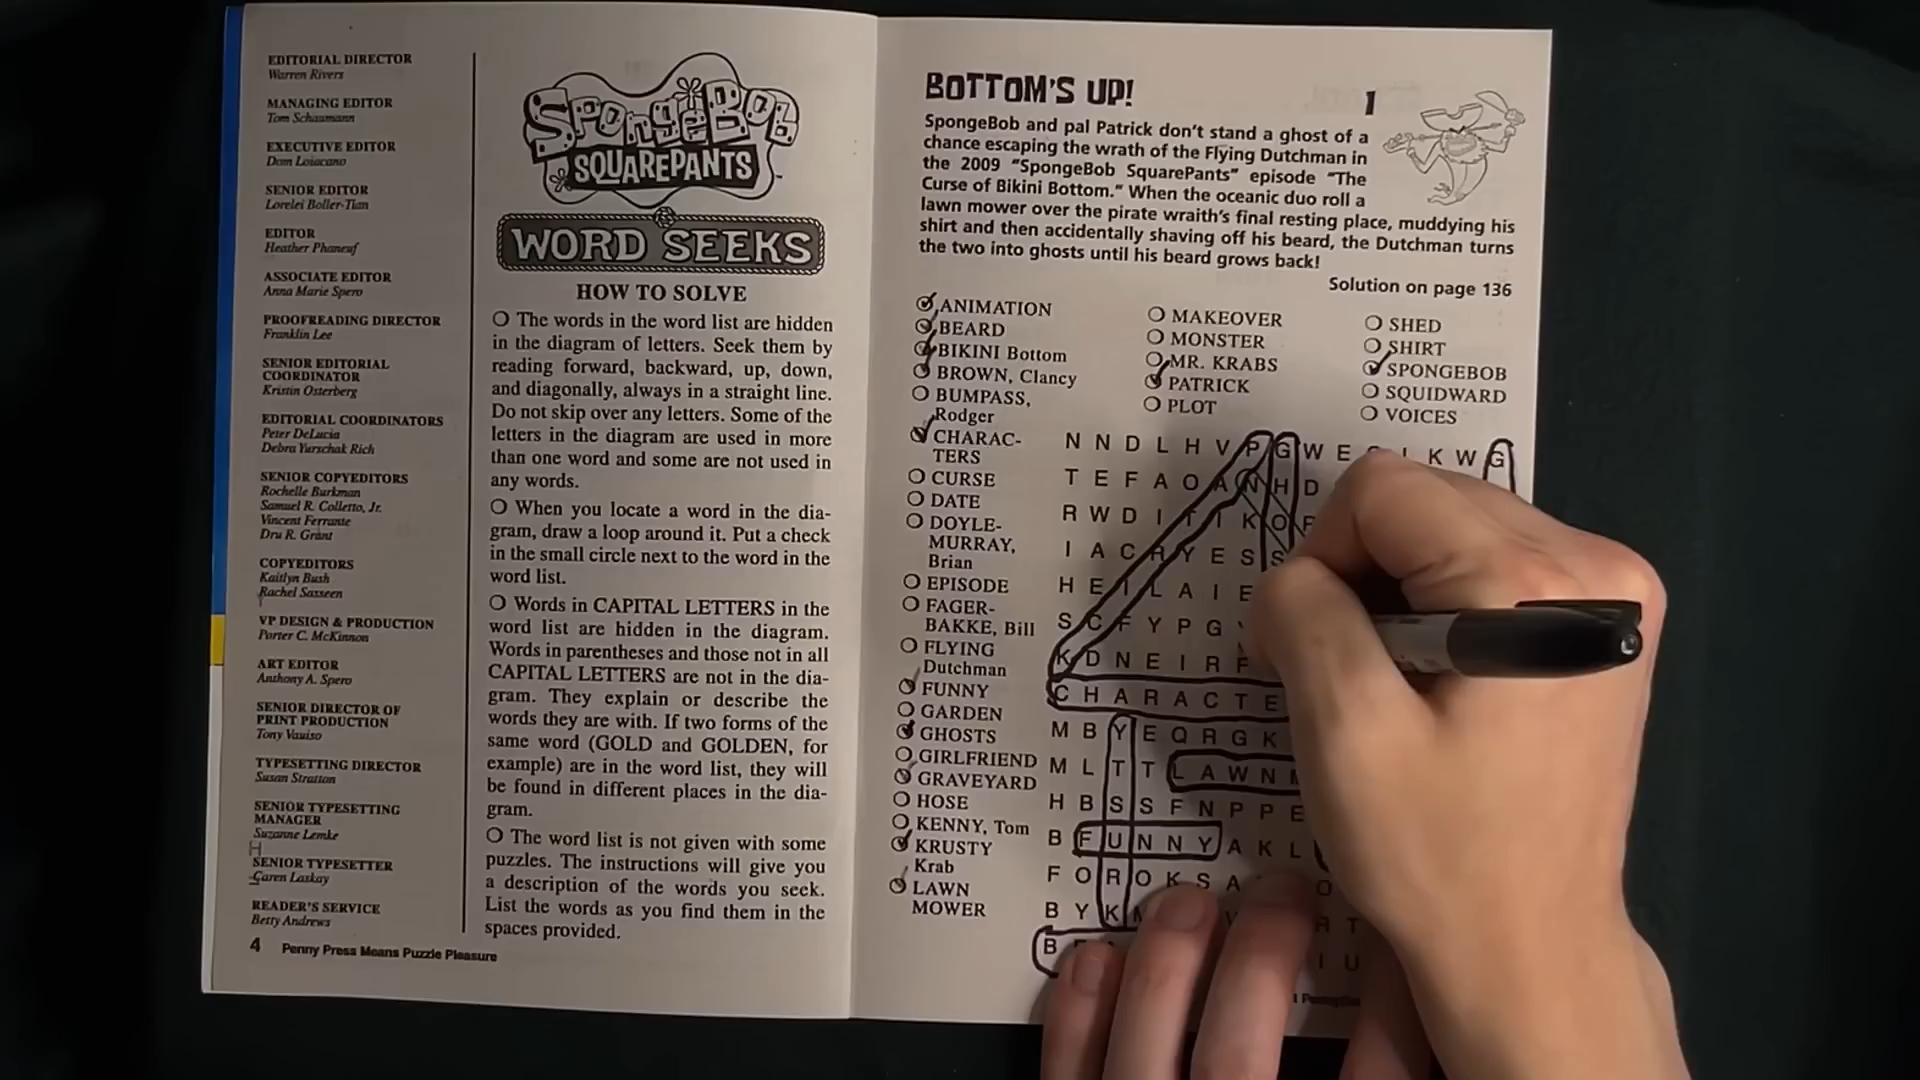 EDITORIAL DIRECTOR
Warren Rivers
MANAGING EDITOR
Tom Schaumann
EXECUTIVE EDITOR
Dom Loiacano
SENIOR EDITOR
Lorelei Boller-Tian
EDITOR
Heather Phaneuf
ASSOCIATE EDITOR
Anna Marie Spero
PROOFREADING DIRECTOR
Franklin Lee
SENIOR EDITORIAL
COORDINATOR
Kristin Osterberg
EDITORIAL COORDINATORS
Peter DeLucia
Debra Yurschak Rich
SENIOR COPYEDITORS
Rochelle Burkman
Samuel R. Colletto, Jr.
Vincent Ferrante
Dru R. Grant
COPYEDITORS
Kaitlyn Bush
Rachel Sasseen
VP DESIGN & PRODUCTION
Porter C. McKinnon
ART EDITOR
Anthony A. Spero
SENIOR DIRECTOR OF
PRINT PRODUCTION
Tony Vaaiso
TYPESETTING DIRECTOR
Susan Stratton
SENIOR TYPESETTING
MANAGER
Suzanne Lemke
H
SENIOR TYPESETTER
Caren Laskay
READER'S SERVICE
Betty Andrews
4 Penny Press Means Puzzle Pleasure
SPONGEBOB
SQUAREPANTS
WORD SEEKS
HOW TO SOLVE
The words in the word list are hidden
in the diagram of letters. Seek them by
reading forward, backward, up, down,
and diagonally, always in a straight line.
Do not skip over any letters. Some of the
letters in the diagram are used in more
than one word and some are not used in
any words.
When you locate a word in the dia-
gram, draw a loop around it. Put a check
in the small circle next to the word in the
word list.
Words in CAPITAL LETTERS in the
word list are hidden in the diagram.
Words in parentheses and those not in all
CAPITAL LETTERS are not in the dia-
gram. They explain or describe the
words they are with. If two forms of the
same word (GOLD and GOLDEN, for
example) are in the word list, they will
be found in different places in the dia-
gram.
The word list is not given with some
puzzles. The instructions will give you
a description of the words you seek.
List the words as you find them in the
spaces provided.
BOTTOM'S UP!
1
SpongeBob and pal Patrick don't stand a ghost of a
chance escaping the wrath of the Flying Dutchman in
the 2009 "SpongeBob SquarePants" episode "The
Curse of Bikini Bottom." When the oceanic duo roll a
lawn mower over the pirate wraith's final resting place, muddying his
shirt and then accidentally shaving off his beard, the Dutchman turns
the two into ghosts until his beard grows back!
Solution on page 136
ANIMATION
BEARD
BIKINI Bottom
BROWN, Clancy
BUMPASS,
Rodger
CHARAC-
TERS
CURSE
DATE
DOYLE-
MURRAY,
Brian
EPISODE
FAGER-
BAKKE, Bill
FLYING
Dutchman
FUNNY
GARDEN
GHOSTS
GIRLFRIEND
GRAVEYARD
HOSE
KENNY, Tom
KRUSTY
Krab
LAWN
MOWER
MAKEOVER
MONSTER
MR. KRABS
PATRICK
PLOT
SHED
SHIRT
SPONGEBOB
SQUIDWARD
VOICES
N N D L H V P G W E K W G
T E F A O A N H D
R W D I T I K O
I A C R Y E S S
H E I L A I E
S C F Y P G
K D N E I R F
C H A R A C T E
M B Y E Q R G K
M L T T L A W N
H B S S F N P P E
B F U N N Y A K L
F O R O K S A O
B Y K R T
B I U